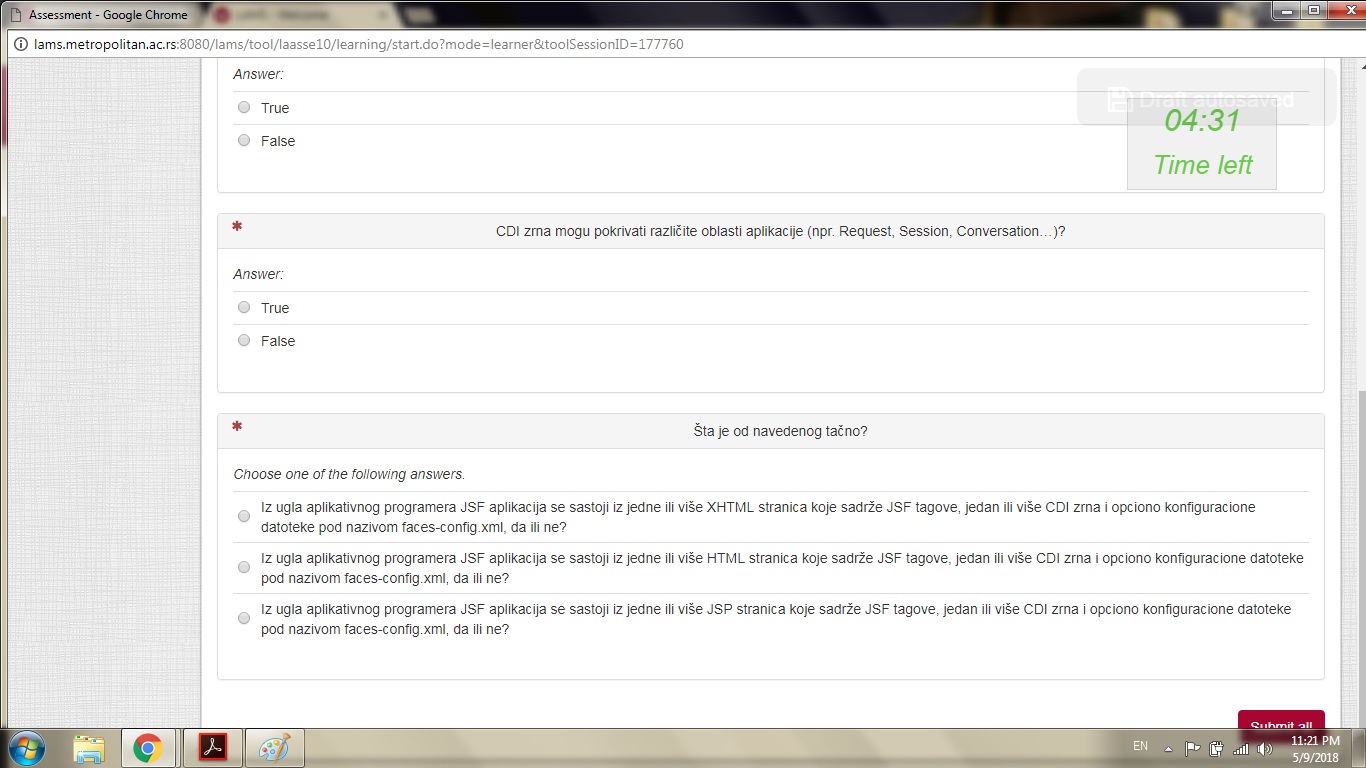 Assessment - Google Chrome
lams.metropolitan.ac.rs:8080/lams/tool/laasse10/learning/start.do?mode=learner&toolSessionID=177760
Answer:
Draft autosaved
True
04:31
False
Time left
* CDI zrna mogu pokrivati različite oblasti aplikacije (npr. Request, Session, Conversation…)?
Answer:
True
False
* Šta je od navedenog tačno?
Choose one of the following answers.
Iz ugla aplikativnog programera JSF aplikacija se sastoji iz jedne ili više XHTML stranica koje sadrže JSF tagove, jedan ili više CDI zrna i opciono konfiguracione
datoteke pod nazivom faces-config.xml, da ili ne?
Iz ugla aplikativnog programera JSF aplikacija se sastoji iz jedne ili više HTML stranica koje sadrže JSF tagove, jedan ili više CDI zrna i opciono konfiguracione datoteke
pod nazivom faces-config.xml, da ili ne?
Iz ugla aplikativnog programera JSF aplikacija se sastoji iz jedne ili više JSP stranica koje sadrže JSF tagove, jedan ili više CDI zrna i opciono konfiguracione datoteke
pod nazivom faces-config.xml, da ili ne?
Submit all
EN
11:21 PM
5/9/2018